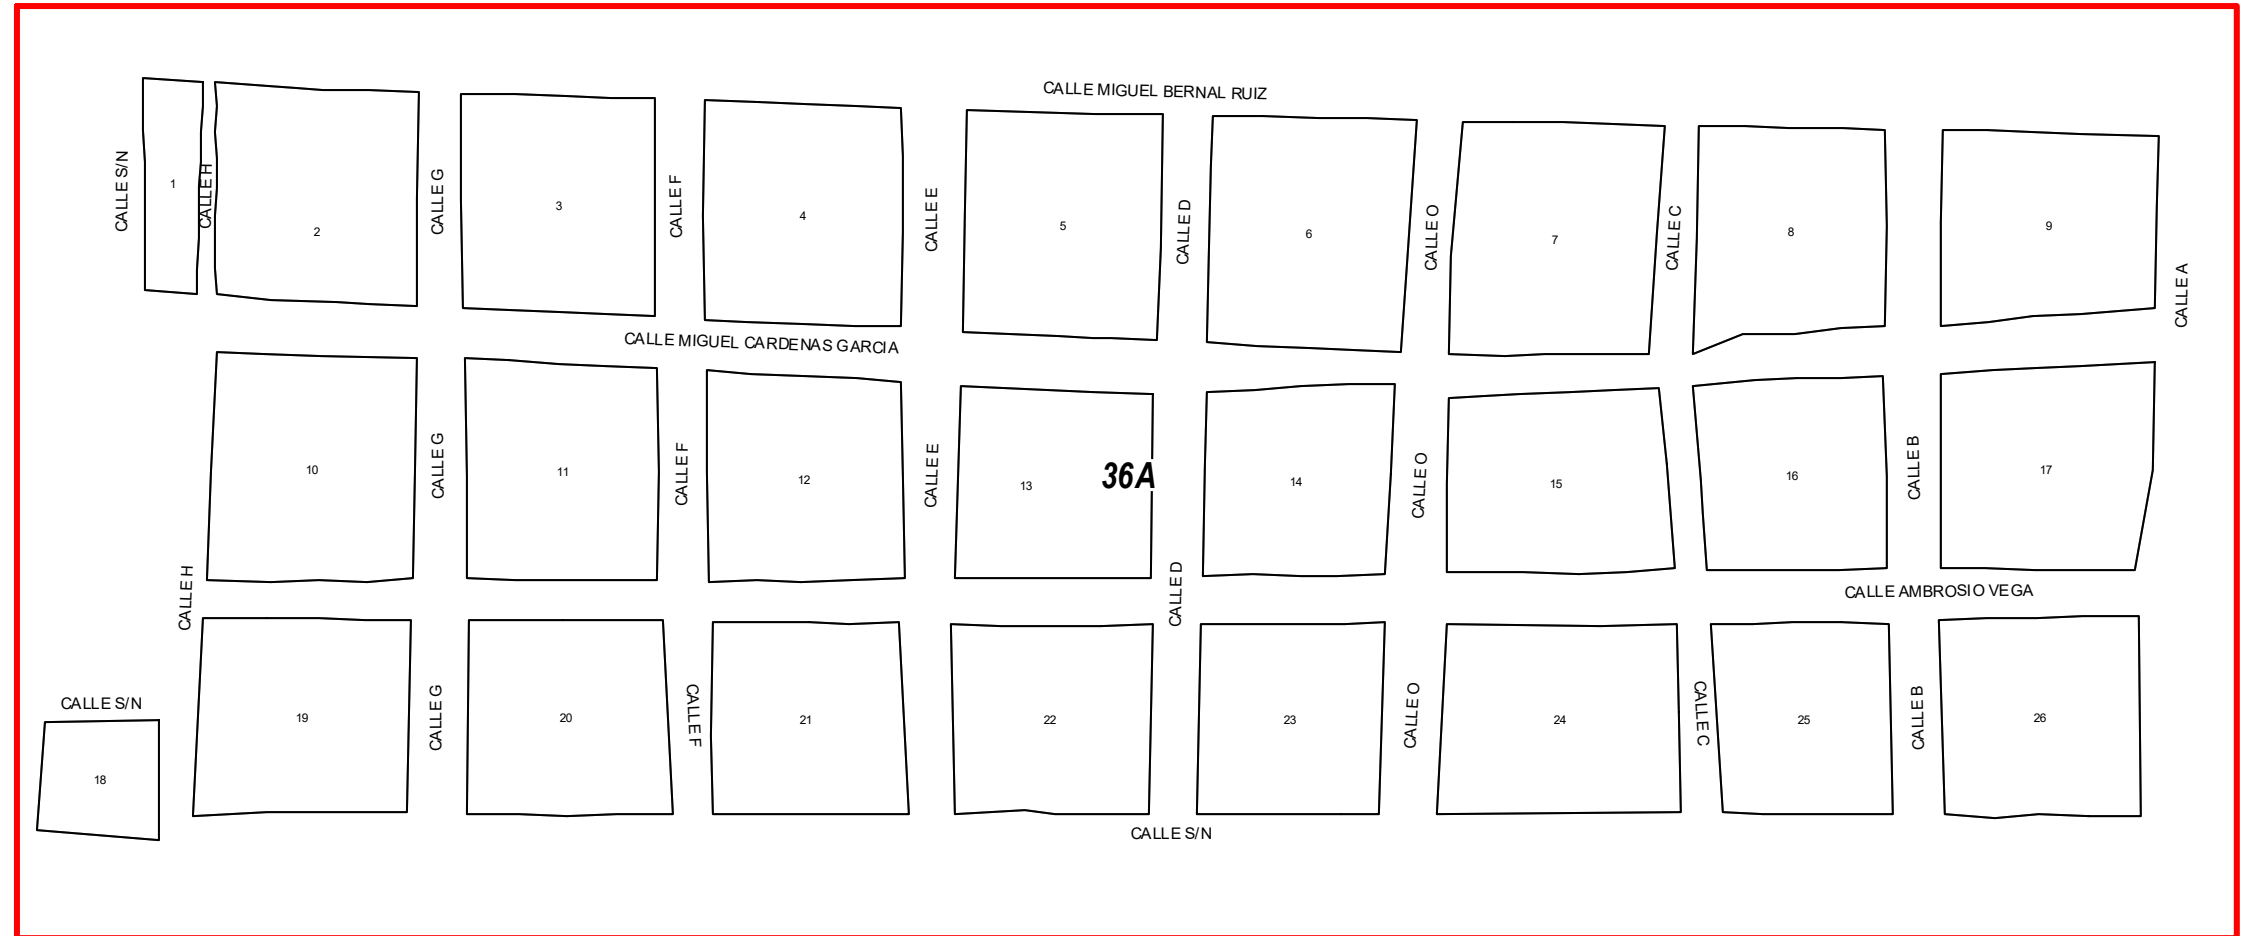 CALLE MIGUEL BERNAL RUIZ
CALLE S/N
1
CALLE H
2
CALLE G
3
CALLE F
4
CALLE E
5
CALLE D
6
CALLE O
7
CALLE C
8
9
CALLE A
CALLE MIGUEL CARDENAS GARCIA
10
CALLE G
11
CALLE F
12
CALLE E
13
36A
14
CALLE O
15
16
CALLE B
17
CALLE H
CALLE D
CALLE AMBROSIO VEGA
CALLE S/N
18
19
CALLE G
20
CALLE F
21
22
23
CALLE O
24
CALLE C
25
CALLE B
26
CALLE S/N